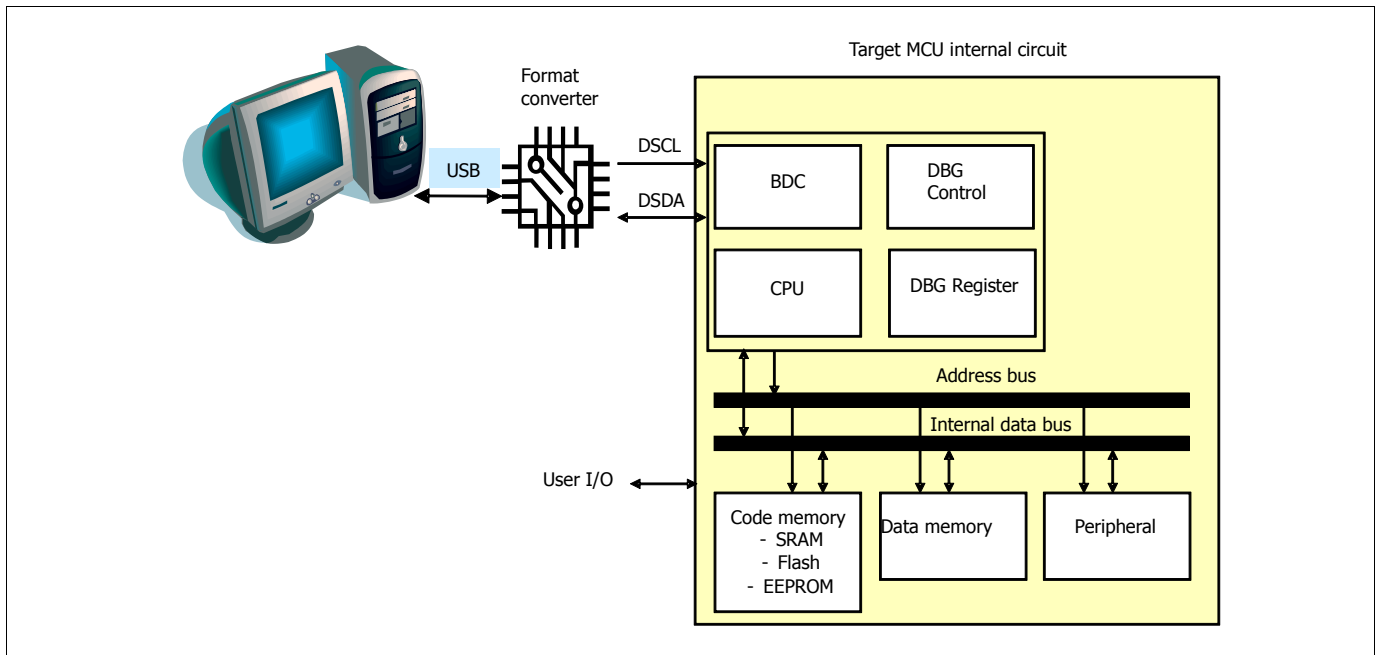 Target MCU internal circuit
Format
converter
USB
DSCL
DSDA
BDC
DBG
Control
CPU
DBG Register
Address bus
Internal data bus
User I/O
Code memory
- SRAM
- Flash
- EEPROM
Data memory
Peripheral